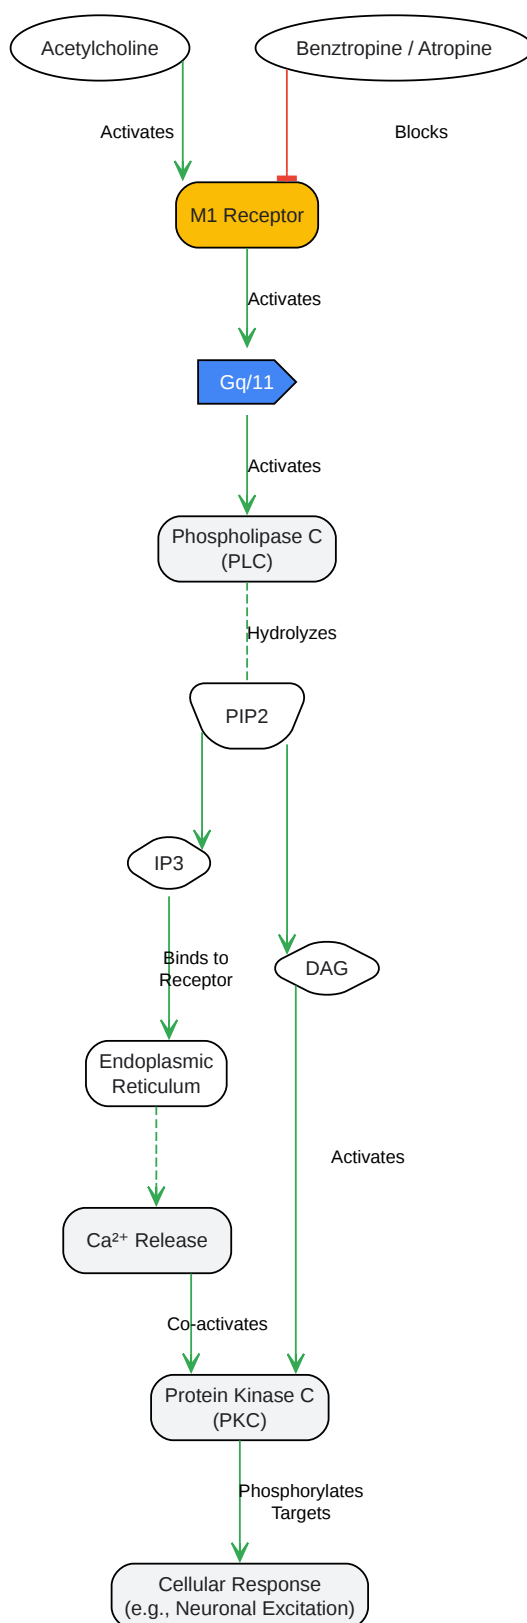 Acetylcholine
Benztropine / Atropine
Activates
Blocks
M1 Receptor
Activates
Gq/11
Activates
Phospholipase C
(PLC)
Hydrolyzes
PIP2
IP3
Binds to
Receptor
DAG
Endoplasmic
Reticulum
Activates
Ca²⁺ Release
Co-activates
Protein Kinase C
(PKC)
Phosphorylates
Targets
Cellular Response
(e.g., Neuronal Excitation)